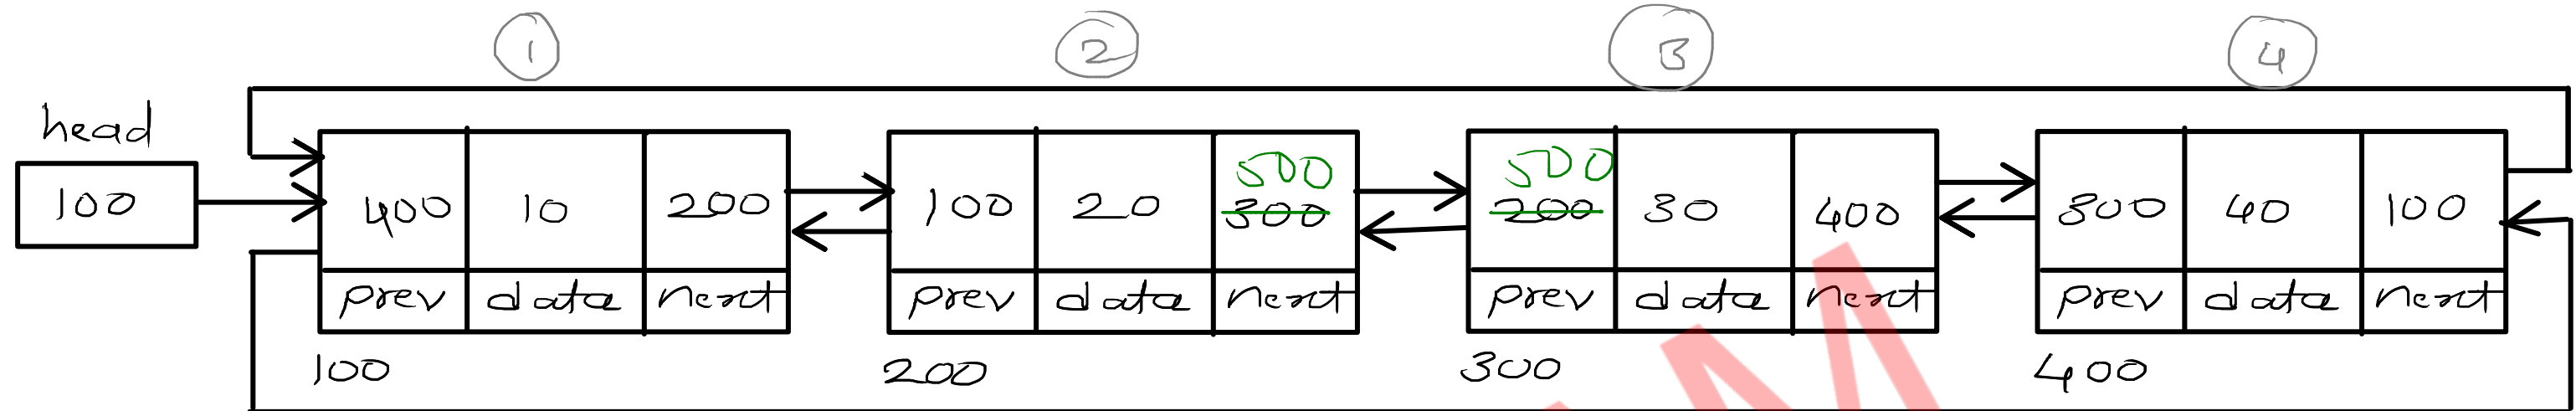 1 2 3 4
head
500 500
100 400 10 200 100 20 300 200 30 400 300 40 100
prev data next prev data next prev data next prev data next
100 200 300 400
M